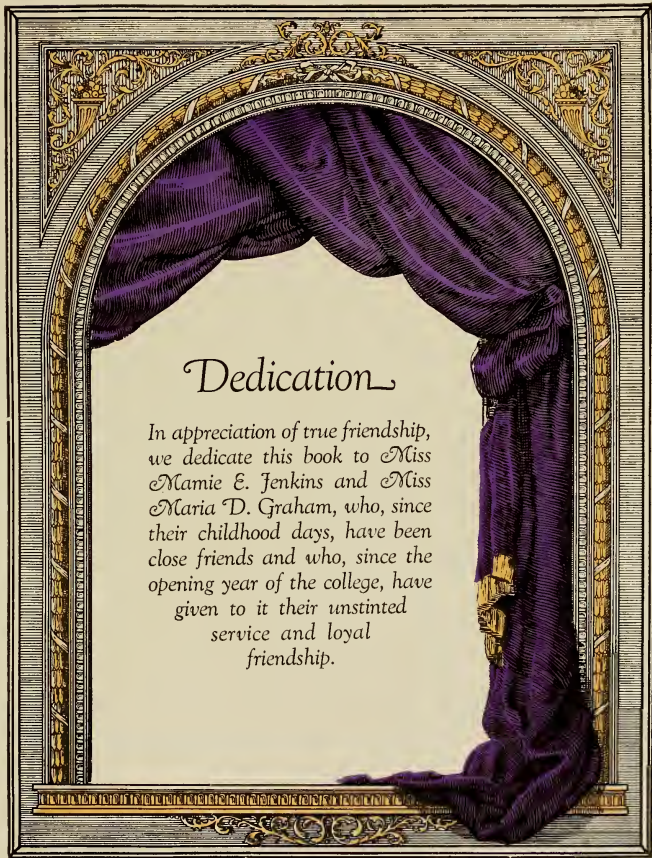 Dedication
In appreciation of true friendship,
we dedicate this book to Miss
Mamie E. Jenkins and Miss
Maria D. Graham, who, since
their childhood days, have been
close friends and who, since the
opening year of the college, have
given to it their unstinted
service and loyal
friendship.